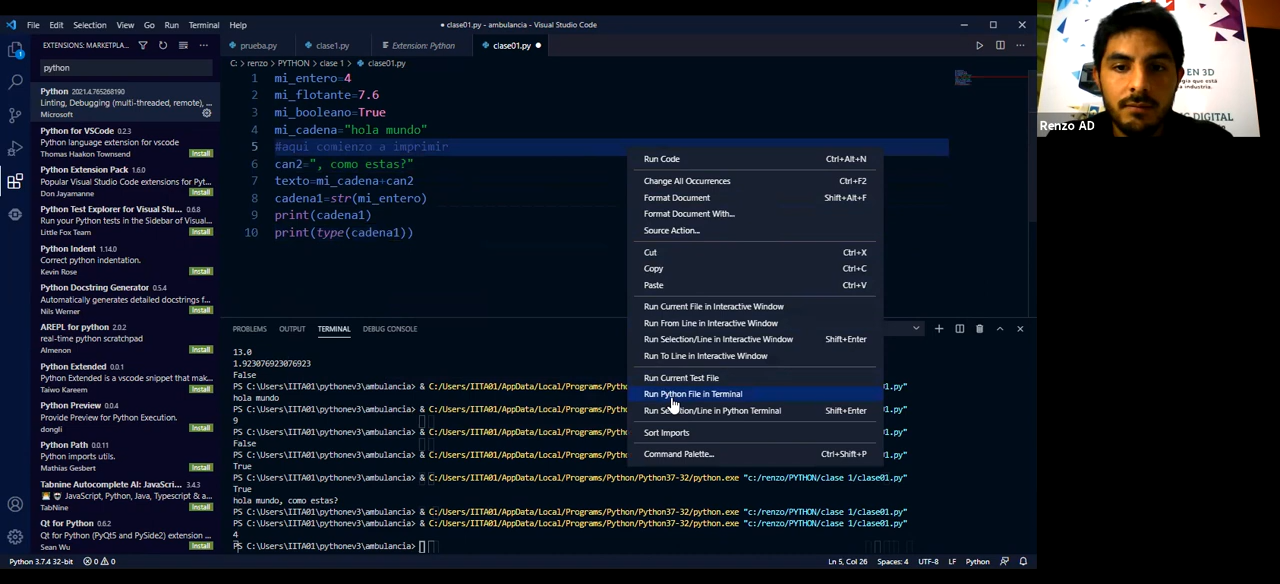 File Edit Selection View Go Run Terminal Help
● clase01.py - ambulancia - Visual Studio Code
EXTENSIONS: MARKETPLA...
python
Python 2021.4.765268190
Linting, Debugging (multi-threaded, remote), ...
Microsoft
Python for VSCode 0.2.3
Python language extension for vscode
Thomas Haakon Townsend Install
Python Extension Pack 1.6.0
Popular Visual Studio Code extensions for Pyt...
Don Jayamanne Install
Python Test Explorer for Visual Stu... 0.6.8
Run your Python tests in the Sidebar of Visual...
Little Fox Team Install
Python Indent 1.14.0
Correct python indentation.
Kevin Rose Install
Python Docstring Generator 0.5.4
Automatically generates detailed docstrings f...
Nils Werner Install
AREPL for python 2.0.2
real-time python scratchpad
Almenon Install
Python Extended 0.0.1
Python Extended is a vscode snippet that mak...
Taiwo Kareem Install
Python Preview 0.0.4
Provide Preview for Python Execution.
dongli Install
Python Path 0.0.11
Python imports utils.
Mathias Gesbert Install
Tabnine Autocomplete AI: JavaScri... 3.4.3
JavaScript, Python, Java, Typescript & a...
TabNine Install
Qt for Python 0.6.2
Qt for Python (PyQt5 and PySide2) extension ...
Sean Wu Install
prueba.py clase1.py Extension: Python clase01.py
C: > renzo > PYTHON > clase 1 > clase01.py
1 mi_entero=4
2 mi_flotante=7.6
3 mi_booleano=True
4 mi_cadena="hola mundo"
5 #aqui comienzo a imprimir
6 can2=", como estas?"
7 texto=mi_cadena+can2
8 cadena1=str(mi_entero)
9 print(cadena1)
10 print(type(cadena1))
Run Code Ctrl+Alt+N
Change All Occurrences Ctrl+F2
Format Document Shift+Alt+F
Format Document With...
Source Action...
Cut Ctrl+X
Copy Ctrl+C
Paste Ctrl+V
Run Current File in Interactive Window
Run From Line in Interactive Window
Run Selection/Line in Interactive Window Shift+Enter
Run To Line in Interactive Window
Run Current Test File
Run Python File in Terminal
Run Selection/Line in Python Terminal Shift+Enter
Sort Imports
Command Palette... Ctrl+Shift+P
PROBLEMS OUTPUT TERMINAL DEBUG CONSOLE
13.0
1.923076923076923
False
PS C:\Users\IITA01\pythonev3\ambulancia> & C:/Users/IITA01/AppData/Local/Programs/Pytho 1.py"
hola mundo
PS C:\Users\IITA01\pythonev3\ambulancia> & C:/Users/IITA01/AppData/Local/Programs/Pytho 1.py"
9
PS C:\Users\IITA01\pythonev3\ambulancia> & C:/Users/IITA01/AppData/Local/Programs/Pytho 1.py"
False
PS C:\Users\IITA01\pythonev3\ambulancia> & C:/Users/IITA01/AppData/Local/Programs/Pytho 1.py"
True
PS C:\Users\IITA01\pythonev3\ambulancia> & C:/Users/IITA01/AppData/Local/Programs/Python/Python37-32/python.exe "c:/renzo/PYTHON/clase 1/clase01.py"
True
hola mundo, como estas?
PS C:\Users\IITA01\pythonev3\ambulancia> & C:/Users/IITA01/AppData/Local/Programs/Python/Python37-32/python.exe "c:/renzo/PYTHON/clase 1/clase01.py"
PS C:\Users\IITA01\pythonev3\ambulancia> & C:/Users/IITA01/AppData/Local/Programs/Python/Python37-32/python.exe "c:/renzo/PYTHON/clase 1/clase01.py"
4
PS C:\Users\IITA01\pythonev3\ambulancia>
Python 3.7.4 32-bit 0 0
Ln 5, Col 26 Spaces: 4 UTF-8 LF Python
EN 3D
gía que está
industria.
DIGITAL
Renzo AD